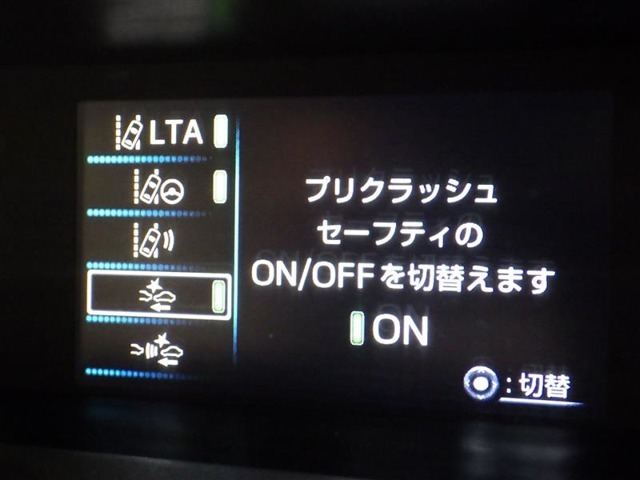 LTA
プリクラッシュ
セーフティの
ON/OFFを切替えます
ON
:切替